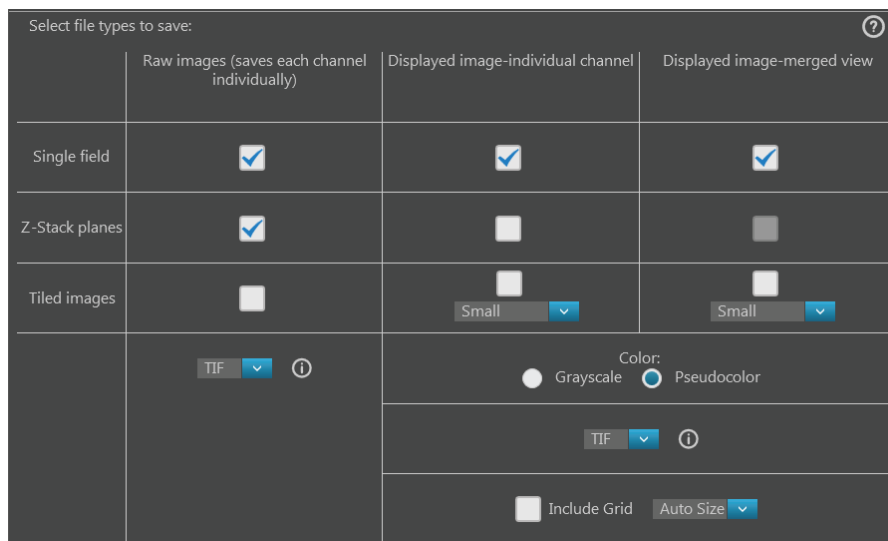 Select file types to save:
?
Raw images (saves each channel
individually)
Displayed image-individual channel
Displayed image-merged view
Single field
Z-Stack planes
Tiled images
Small
Small
TIF
i
Color:
Grayscale
Pseudocolor
TIF
i
Include Grid
Auto Size